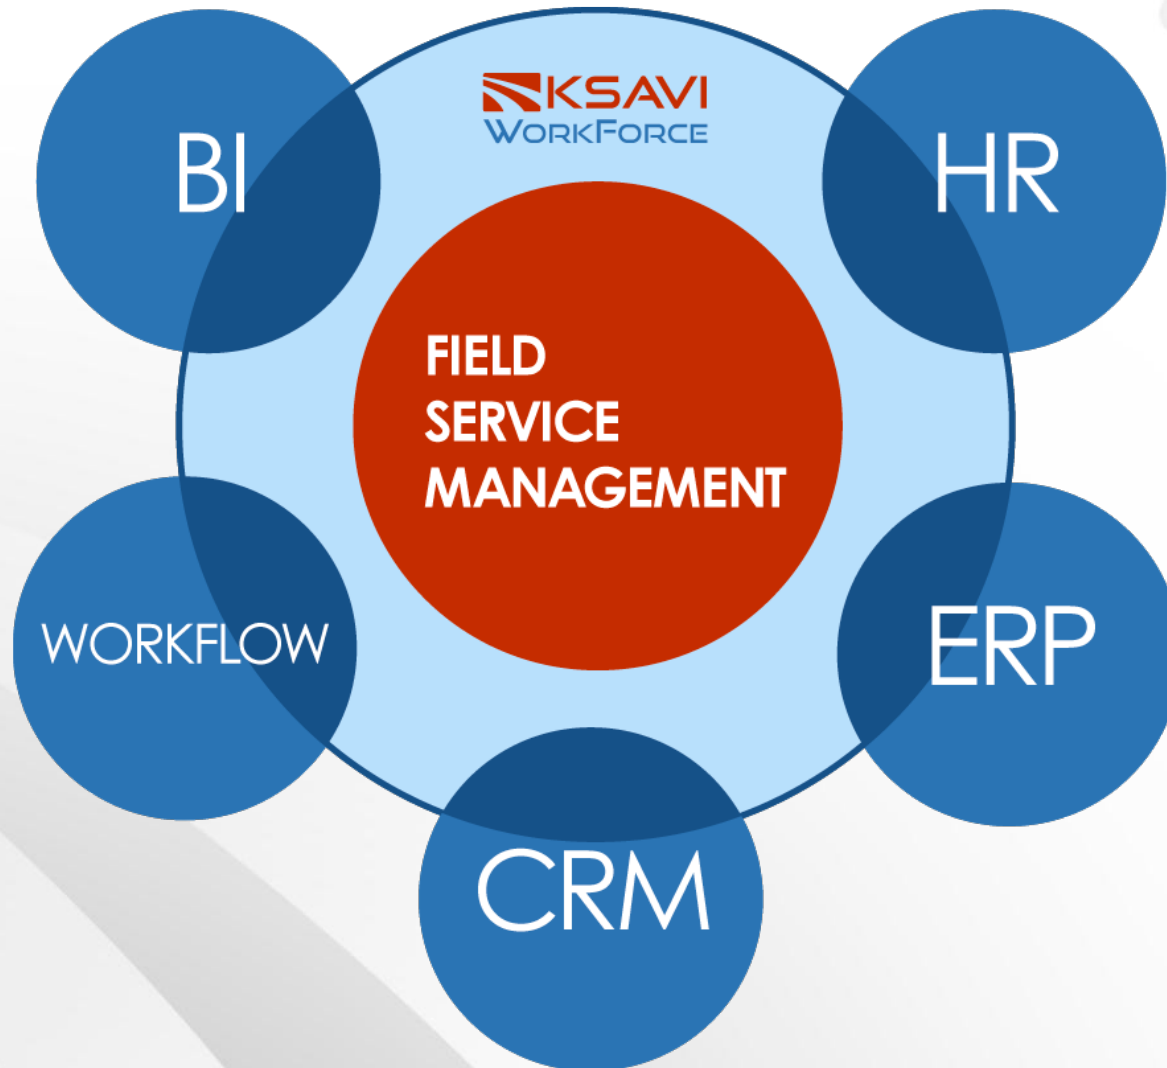 KSAVI
WORKFORCE
BI
HR
FIELD
SERVICE
MANAGEMENT
WORKFLOW
ERP
CRM